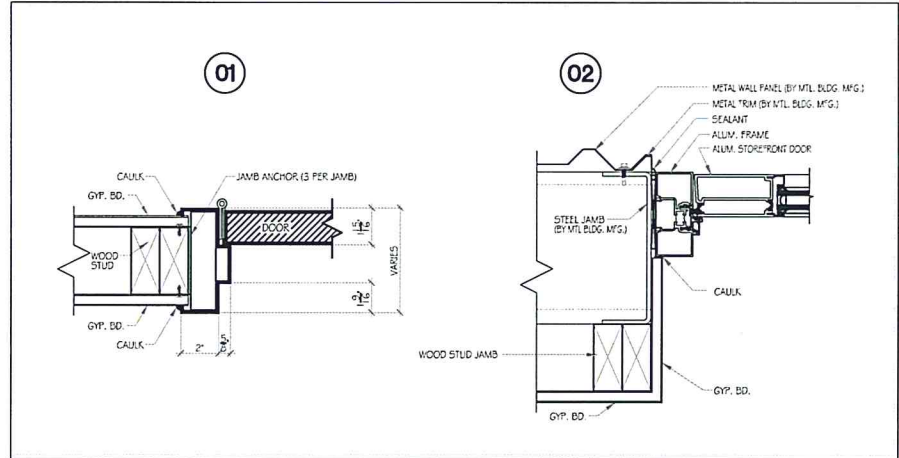 01
CAULK
GYP. BD.
JAMB ANCHOR (3 PER JAMB)
DOOR
WOOD
STUD
VARIES
GYP. BD.
CAULK
2"
02
METAL WALL PANEL (BY MTL. BLDG. MFG.)
METAL TRIM (BY MTL. BLDG. MFG.)
SEALANT
ALUM. FRAME
ALUM. STOREFRONT DOOR
STEEL JAMB
(BY MTL BLDG. MFG.)
CAULK
WOOD STUD JAMB
GYP. BD.
GYP. BD.